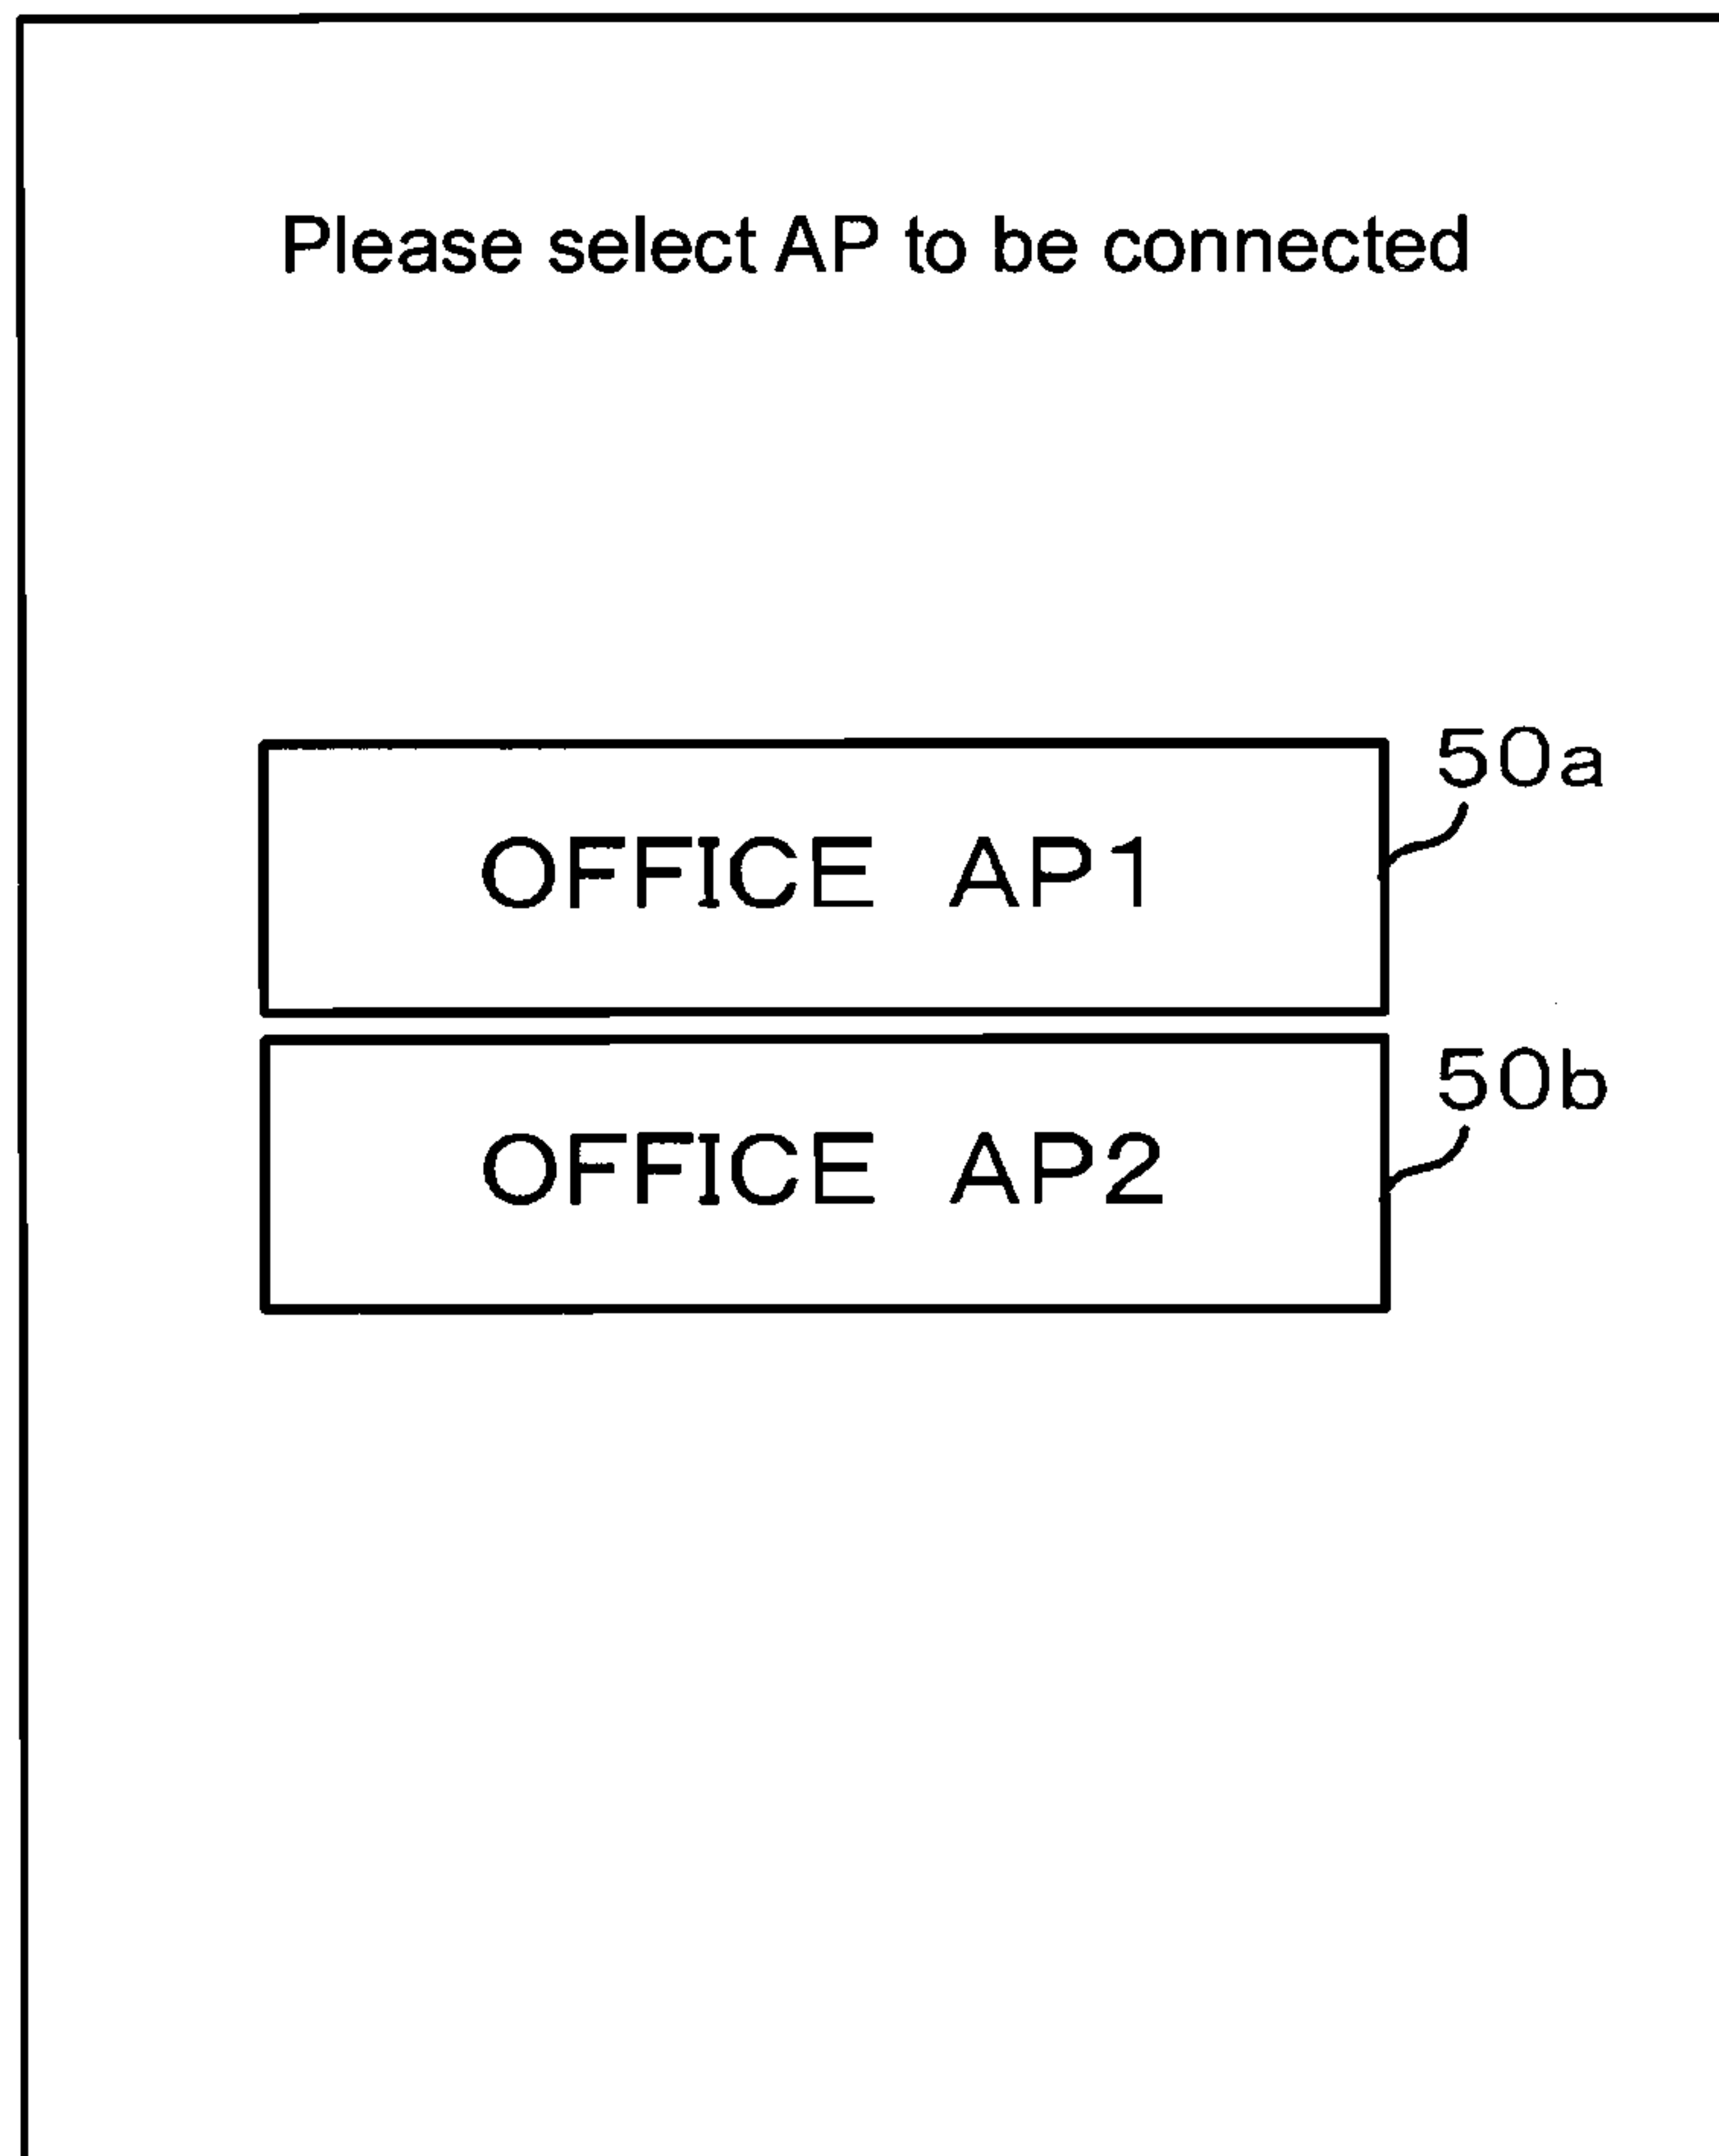 Please select AP to be connected
50a
OFFICE AP1
50b
OFFICE AP2